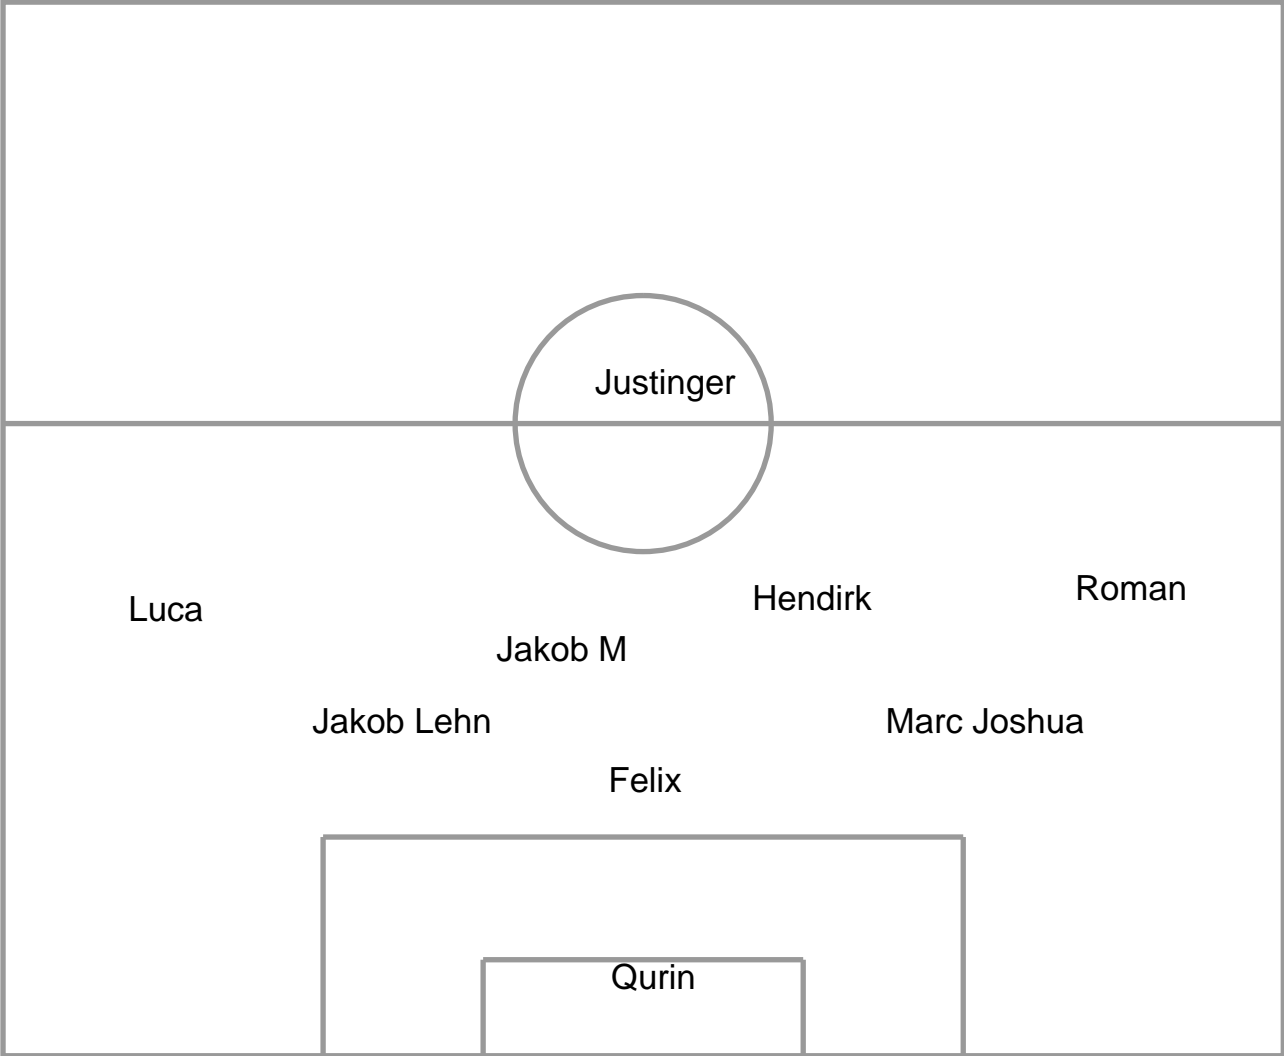 Justinger
Luca
Hendirk
Roman
Jakob M
Jakob Lehn
Marc Joshua
Felix
Qurin